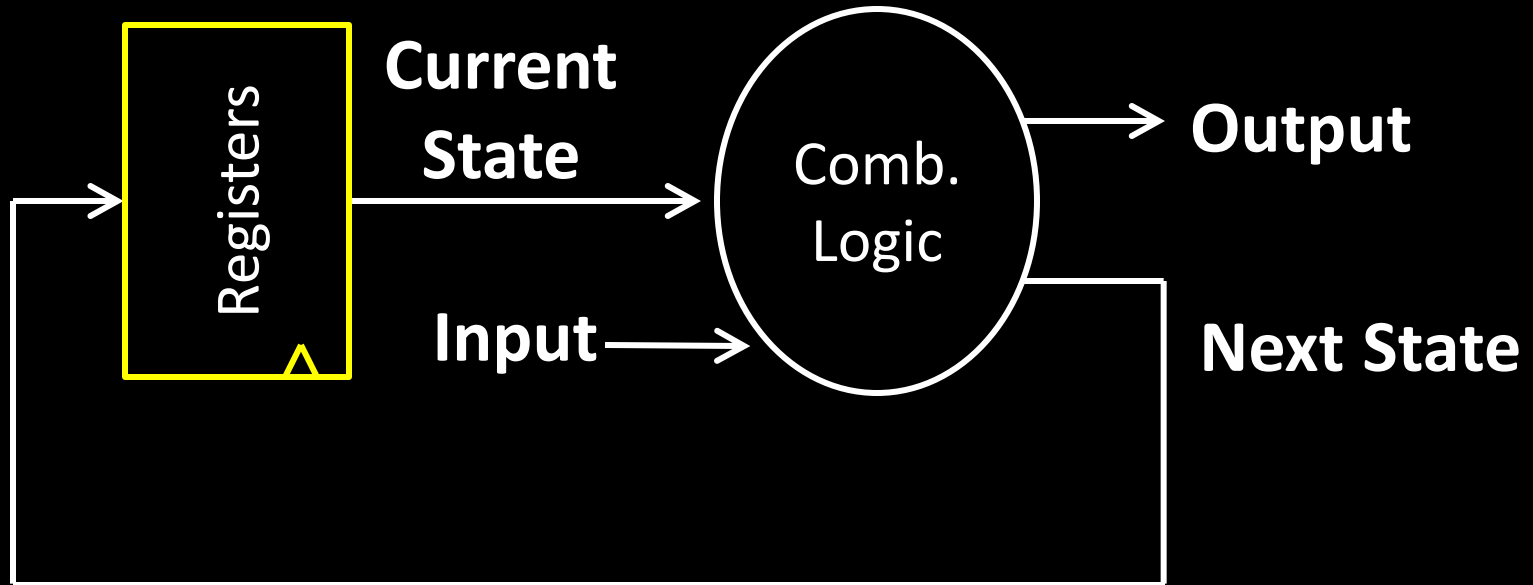 Registers
Current
State
Input
Comb.
Logic
Output
Next State